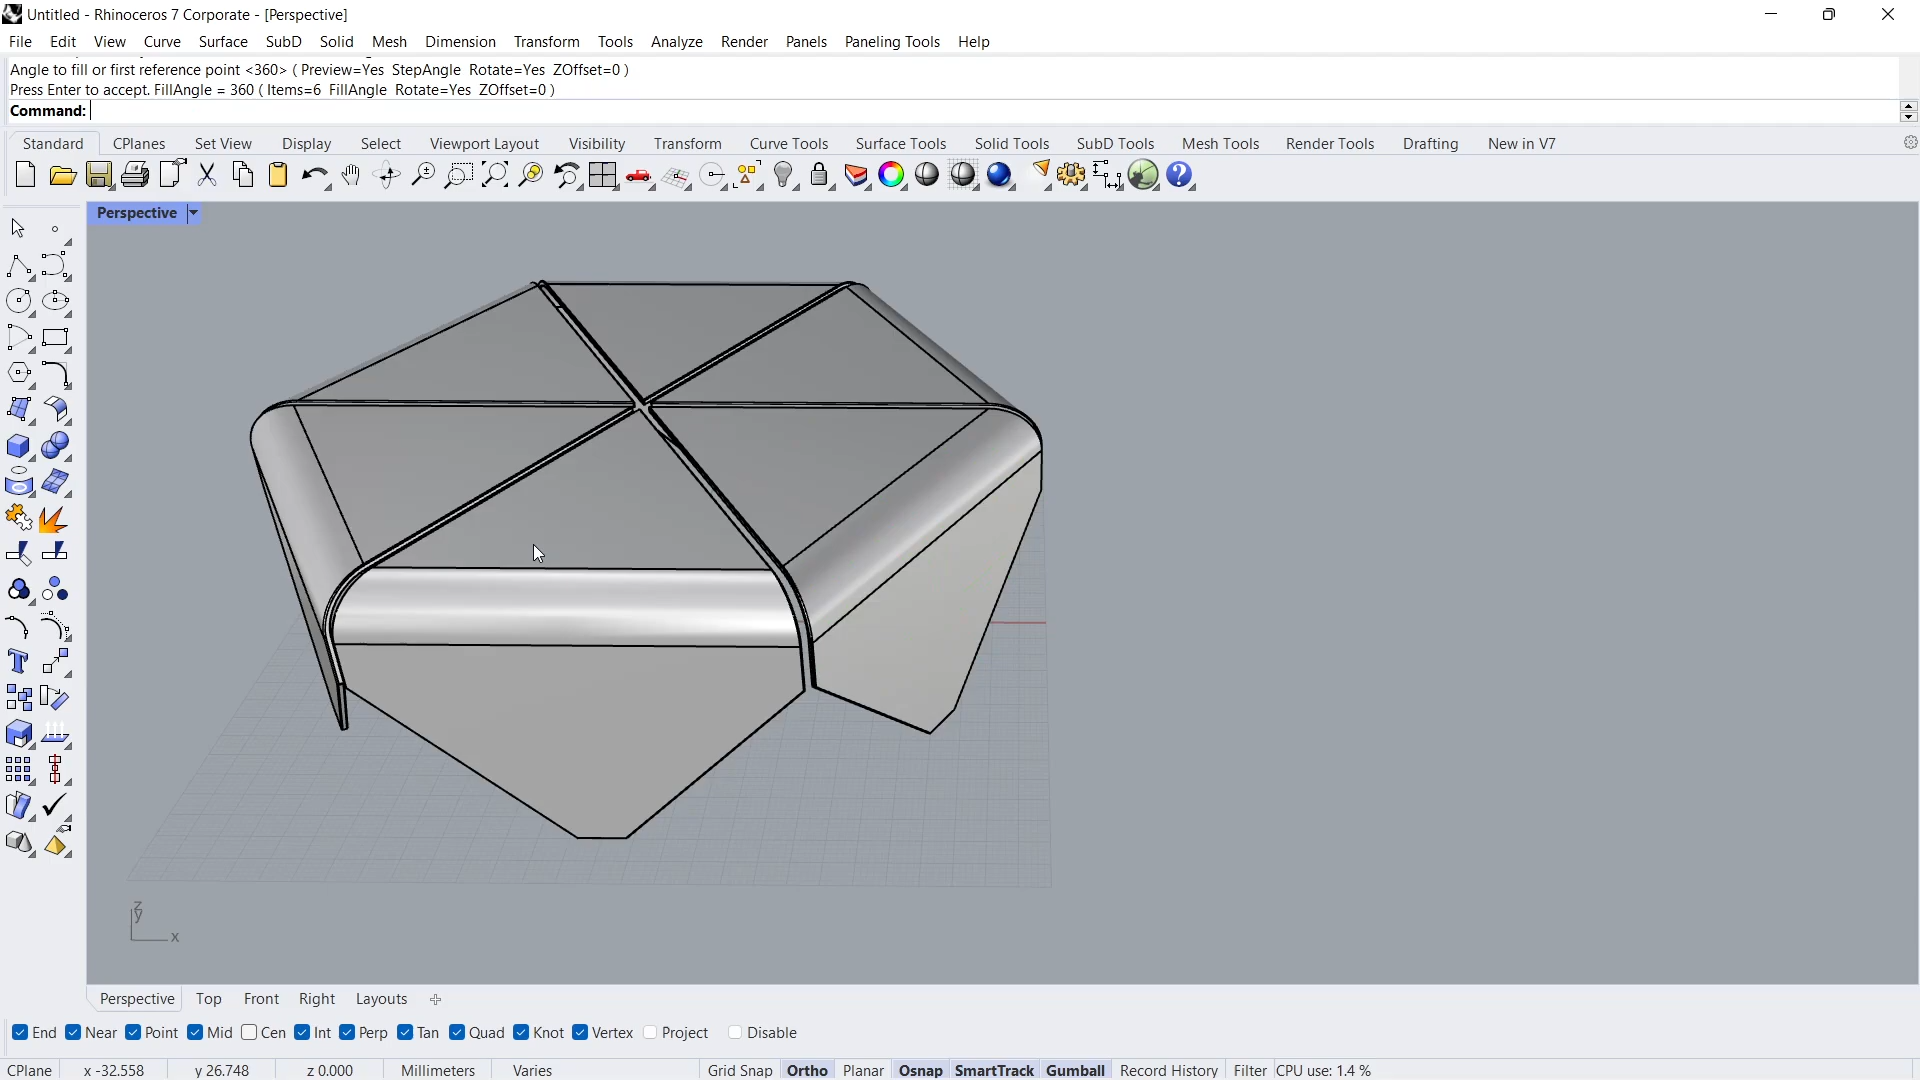 Untitled - Rhinoceros 7 Corporate - [Perspective]
File Edit View Curve Surface SubD Solid Mesh Dimension Transform Tools Analyze Render Panels Paneling Tools Help
Angle to fill or first reference point <360> ( Preview=Yes StepAngle Rotate=Yes ZOffset=0 )
Press Enter to accept. FillAngle = 360 ( Items=6 FillAngle Rotate=Yes ZOffset=0 )
Command:
Standard CPlanes Set View Display Select Viewport Layout Visibility Transform Curve Tools Surface Tools Solid Tools SubD Tools Mesh Tools Render Tools Drafting New in V7
Perspective
z
y
x
Perspective Top Front Right Layouts
End Near Point Mid Cen Int Perp Tan Quad Knot Vertex Project Disable
CPlane x -32.558 y 26.748 z 0.000 Millimeters Varies Grid Snap Ortho Planar Osnap SmartTrack Gumball Record History Filter CPU use: 1.4 %